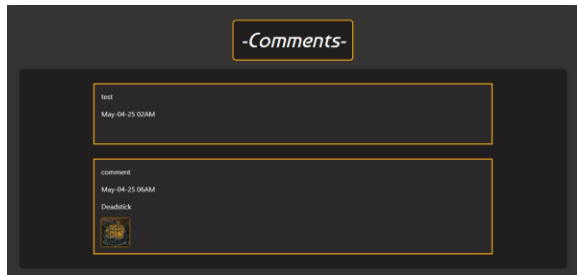 -Comments-
test
May-04-25 02AM
comment
May-04-25 06AM
Deadstick